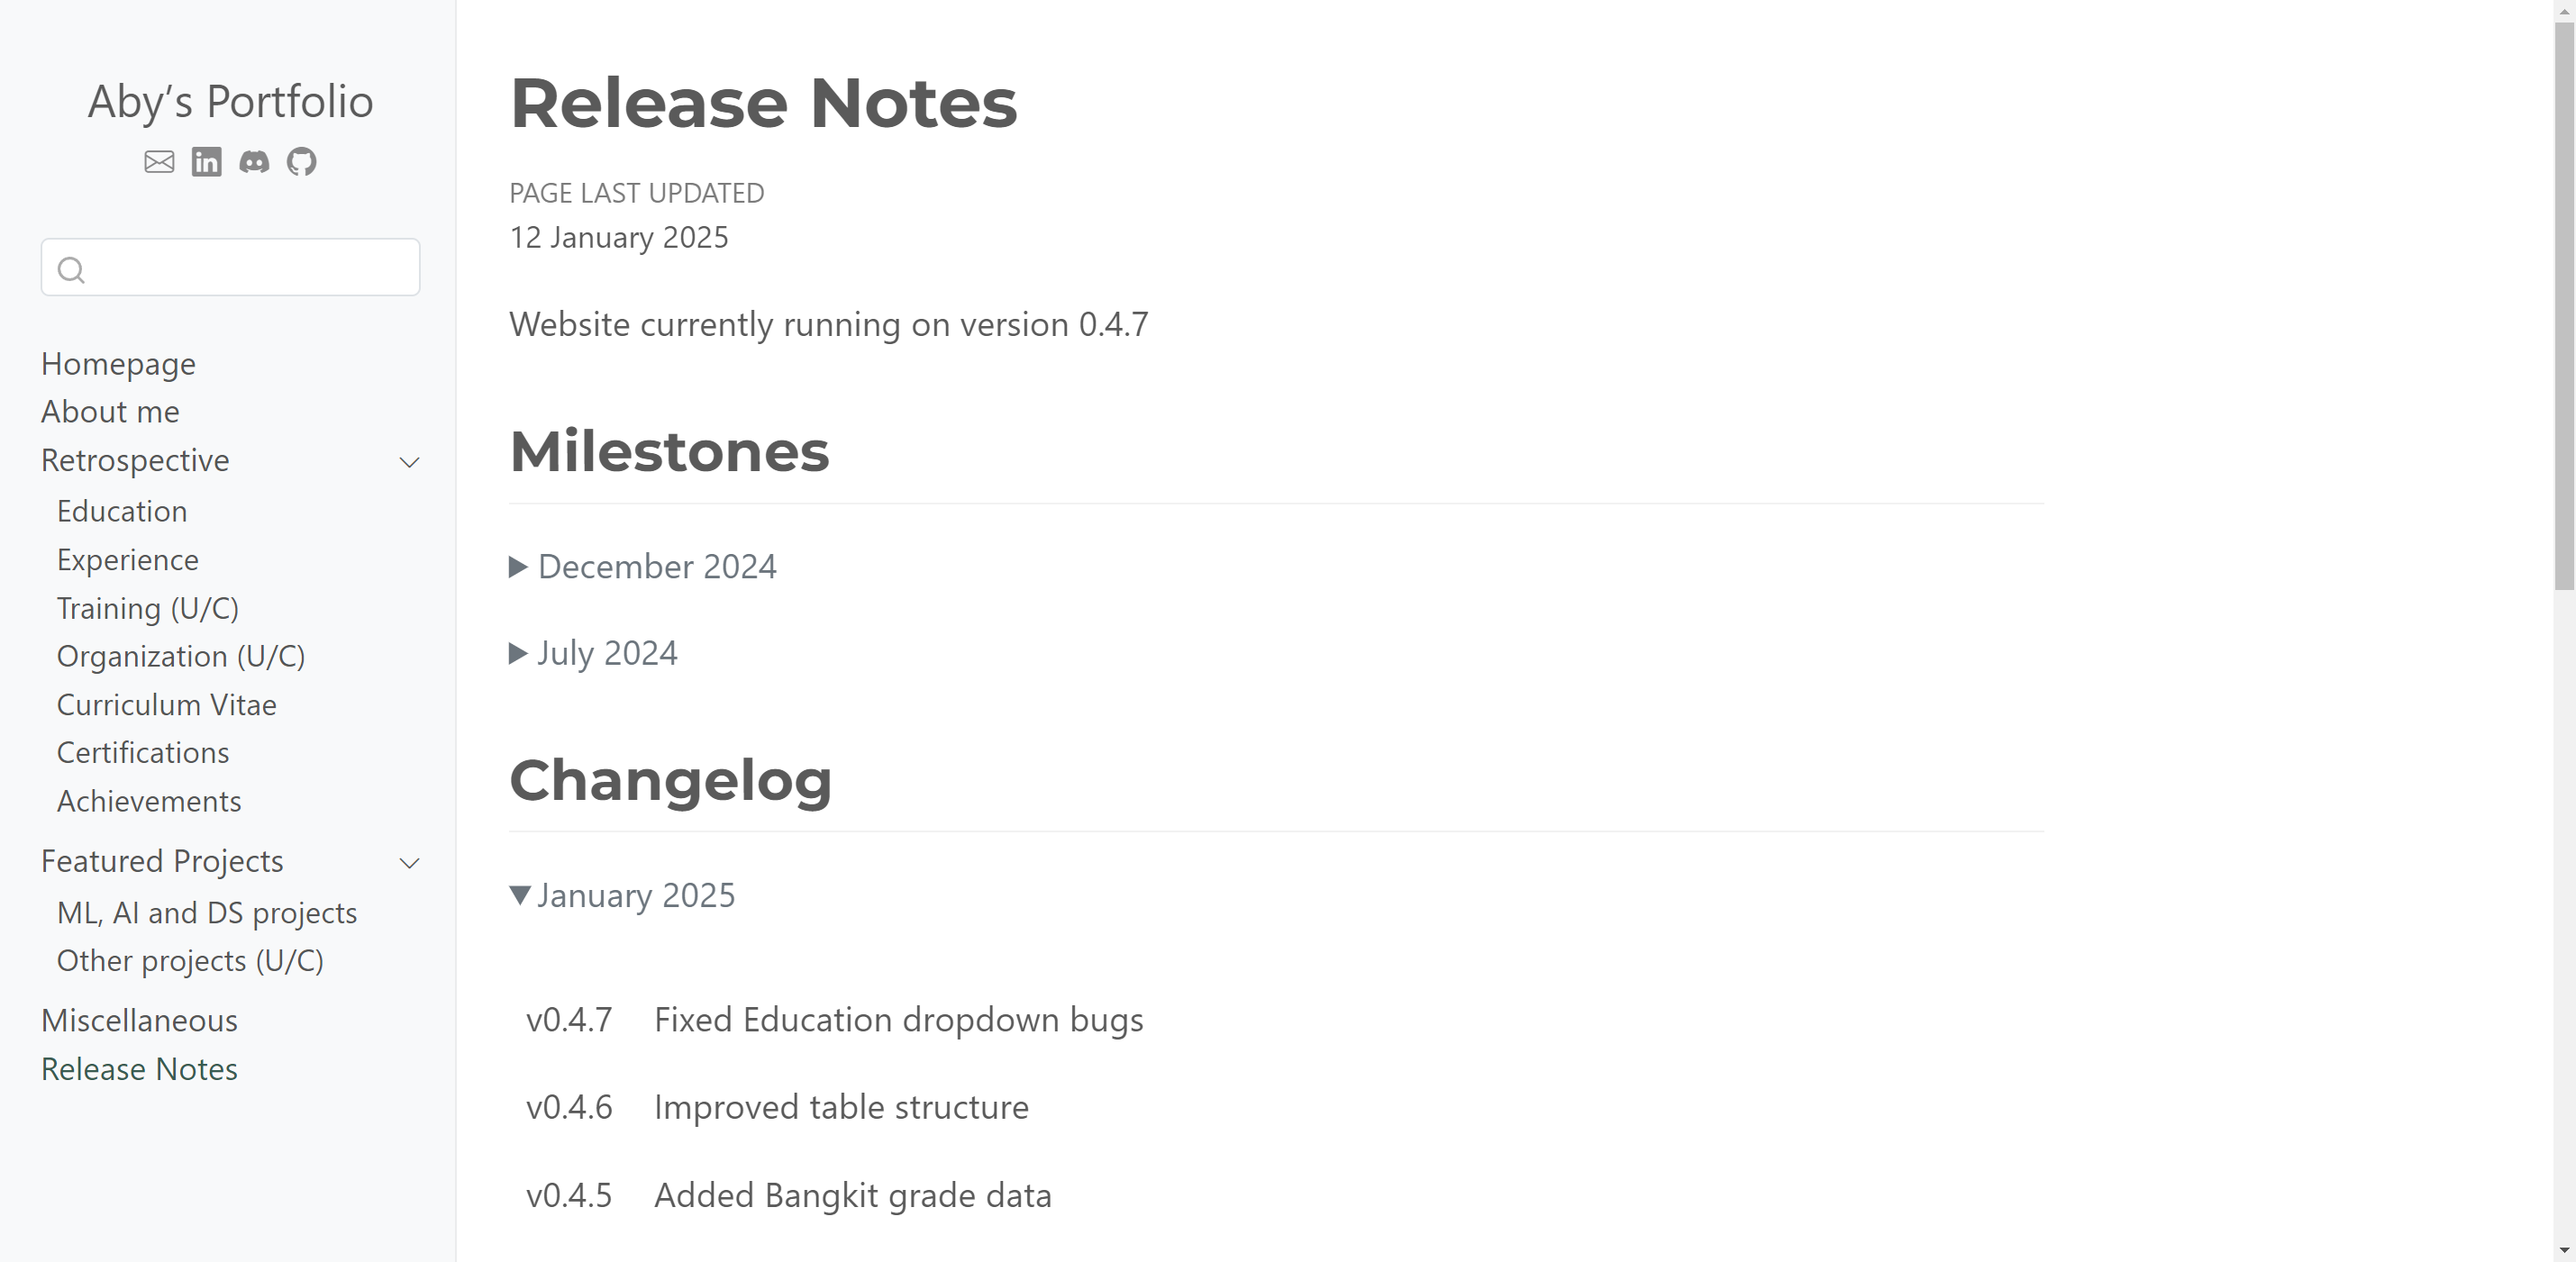 Aby's Portfolio
Homepage
About me
Retrospective
Education
Experience
Training (U/C)
Organization (U/C)
Curriculum Vitae
Certifications
Achievements
Featured Projects
ML, AI and DS projects
Other projects (U/C)
Miscellaneous
Release Notes
Release Notes
PAGE LAST UPDATED
12 January 2025
Website currently running on version 0.4.7
Milestones
December 2024
July 2024
Changelog
January 2025
v0.4.7 Fixed Education dropdown bugs
v0.4.6 Improved table structure
v0.4.5 Added Bangkit grade data